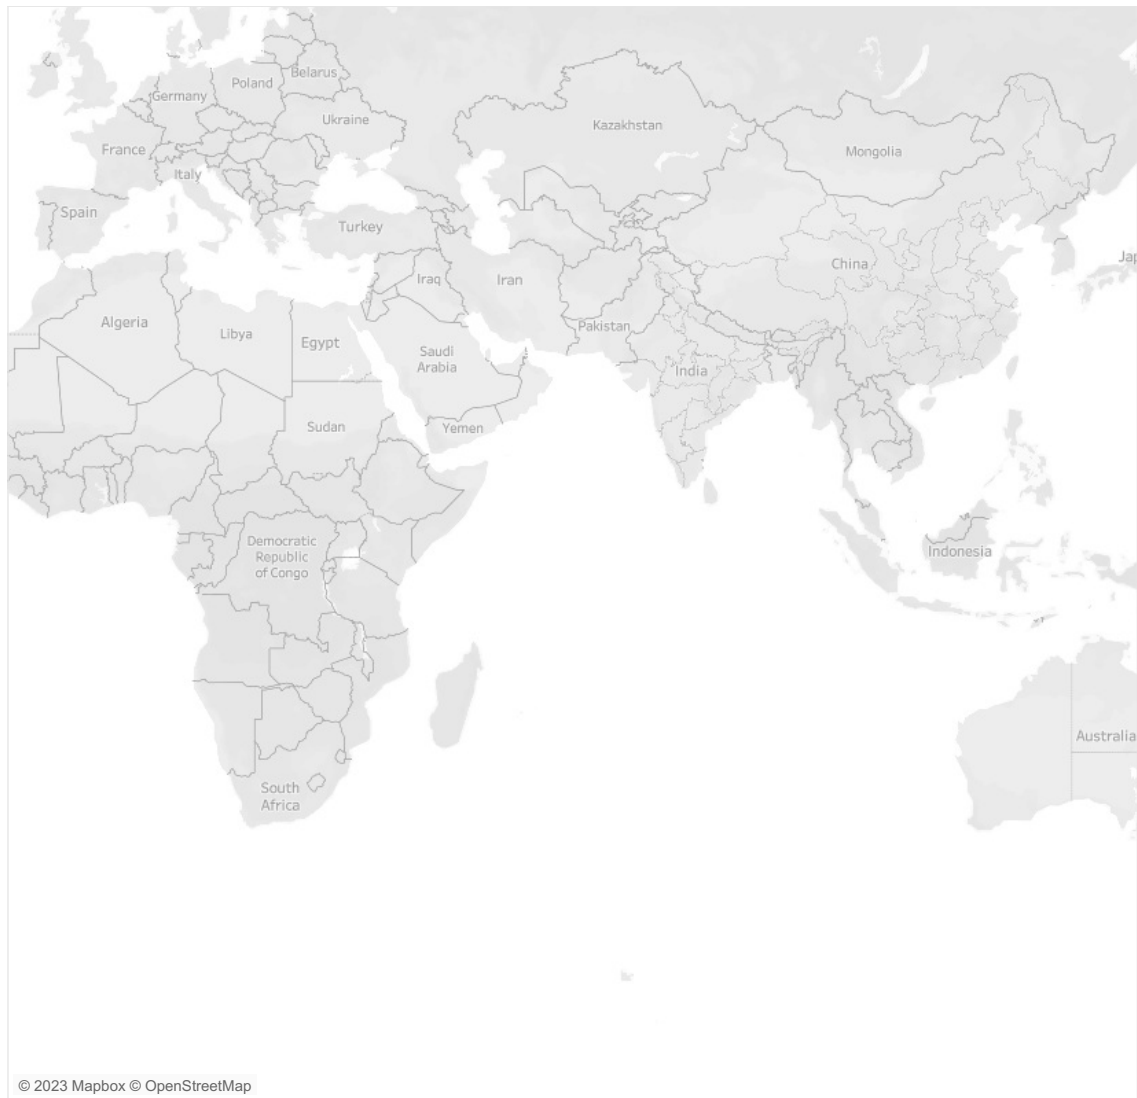 Belarus
Poland
Germany
Ukraine
Kazakhstan
France
Mongolia
Italy
Spain
Turkey
Jap
China
Iraq
Iran
Algeria
Pakistan
Libya
Egypt
Saudi
Arabia
India
Sudan
Yemen
Democratic
Republic
of Congo
Indonesia
Australia
South
Africa
© 2023 Mapbox © OpenStreetMap